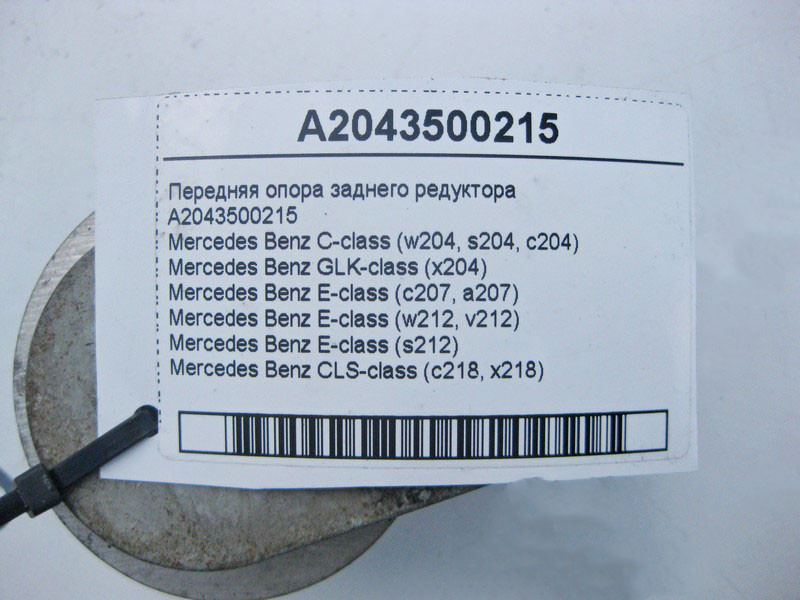 A2043500215
Передняя опора заднего редуктора
A2043500215
Mercedes Benz C-class (w204, s204, c204)
Mercedes Benz GLK-class (x204)
Mercedes Benz E-class (c207, a207)
Mercedes Benz E-class (w212, v212)
Mercedes Benz E-class (s212)
Mercedes Benz CLS-class (c218, x218)